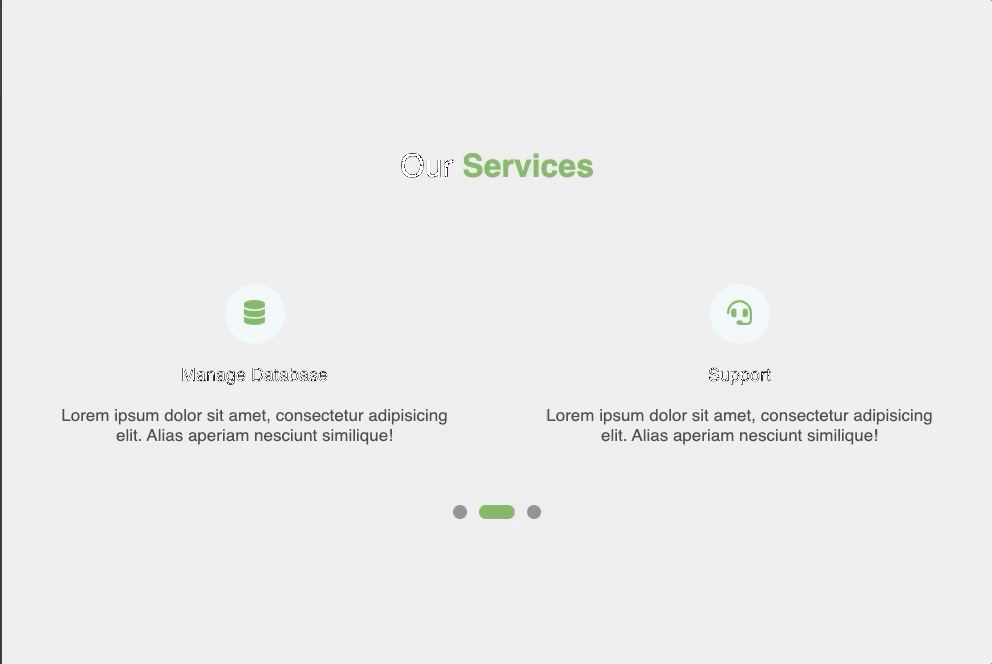 Our Services
Manage Database
Support
Lorem ipsum dolor sit amet, consectetur adipisicing
elit. Alias aperiam nesciunt similique!
Lorem ipsum dolor sit amet, consectetur adipisicing
elit. Alias aperiam nesciunt similique!